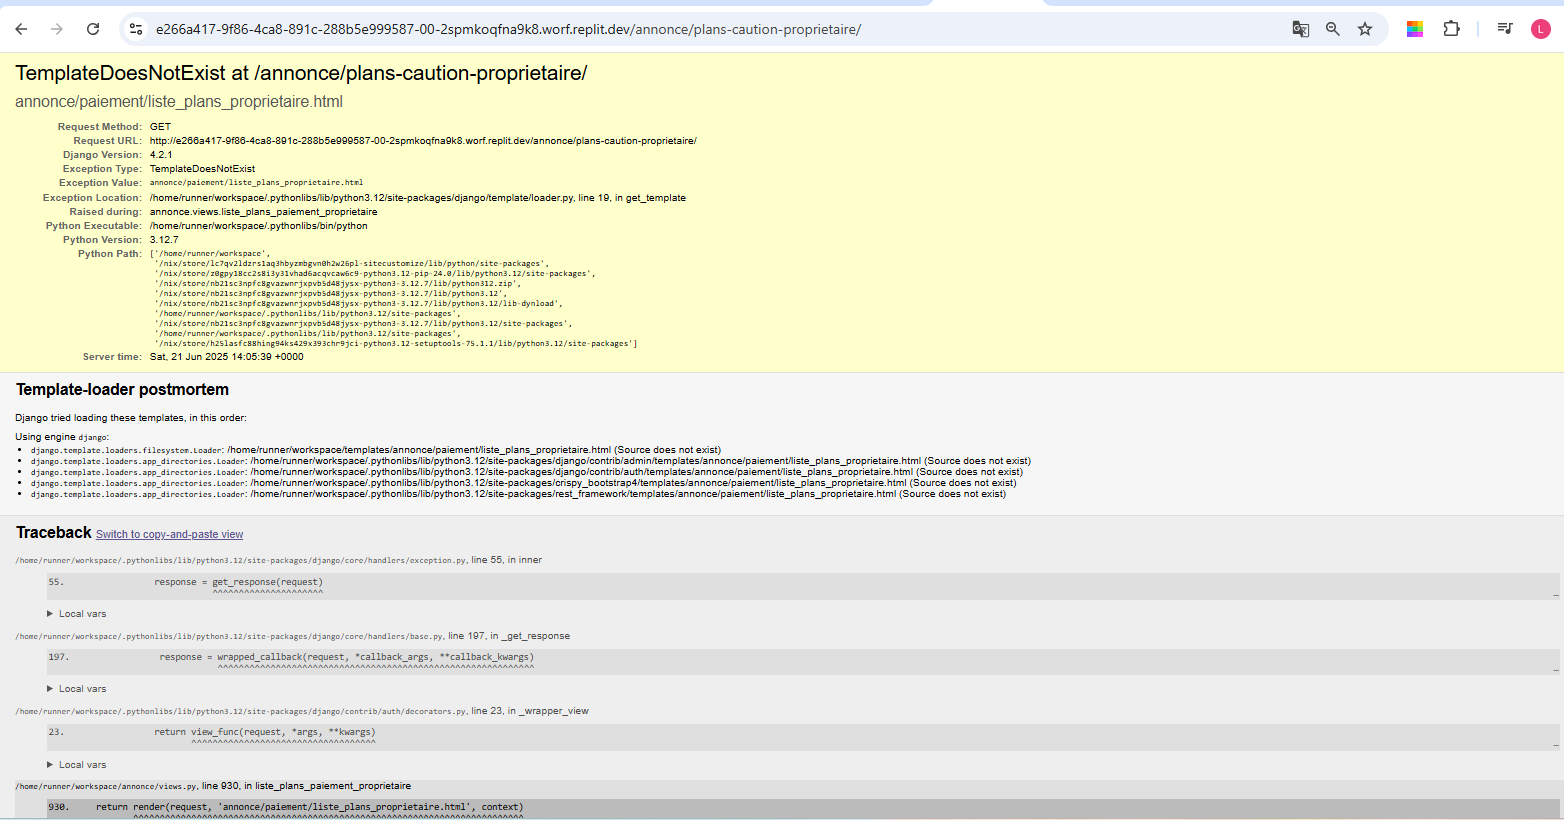 e266a417-9f86-4ca8-891c-288b5e999587-00-2spmkoqfna9k8.worf.replit.dev/annonce/plans-caution-proprietaire/
L
TemplateDoesNotExist at /annonce/plans-caution-proprietaire/
annonce/paiement/liste_plans_proprietaire.html
Request Method: GET
Request URL: http://e266a417-9f86-4ca8-891c-288b5e999587-00-2spmkoqfna9k8.worf.replit.dev/annonce/plans-caution-proprietaire/
Django Version: 4.2.1
Exception Type: TemplateDoesNotExist
Exception Value: annonce/paiement/liste_plans_proprietaire.html
Exception Location: /home/runner/workspace/.pythonlibs/lib/python3.12/site-packages/django/template/loader.py, line 19, in get_template
Raised during: annonce.views.liste_plans_paiement_proprietaire
Python Executable: /home/runner/workspace/.pythonlibs/bin/python
Python Version: 3.12.7
Python Path: ['/home/runner/workspace',
'/nix/store/lc7qv2ldzrs1aq3hbyzmbgvn0h2w26pl-sitecustomize/lib/python/site-packages',
'/nix/store/z0gpy18cc2s8i3y31vhad6acqvcaw6c9-python3.12-pip-24.0/lib/python3.12/site-packages',
'/nix/store/nb21sc3npfc8gvazwnrjxpvb5d48jysx-python3-3.12.7/lib/python312.zip',
'/nix/store/nb21sc3npfc8gvazwnrjxpvb5d48jysx-python3-3.12.7/lib/python3.12',
'/nix/store/nb21sc3npfc8gvazwnrjxpvb5d48jysx-python3-3.12.7/lib/python3.12/lib-dynload',
'/home/runner/workspace/.pythonlibs/lib/python3.12/site-packages',
'/nix/store/nb21sc3npfc8gvazwnrjxpvb5d48jysx-python3-3.12.7/lib/python3.12/site-packages',
'/home/runner/workspace/.pythonlibs/lib/python3.12/site-packages',
'/nix/store/h25lasfc88hing94ks429x393chr9jci-python3.12-setuptools-75.1.1/lib/python3.12/site-packages']
Server time: Sat, 21 Jun 2025 14:05:39 +0000
Template-loader postmortem
Django tried loading these templates, in this order:
Using engine django:
• django.template.loaders.filesystem.Loader: /home/runner/workspace/templates/annonce/paiement/liste_plans_proprietaire.html (Source does not exist)
• django.template.loaders.app_directories.Loader: /home/runner/workspace/.pythonlibs/lib/python3.12/site-packages/django/contrib/admin/templates/annonce/paiement/liste_plans_proprietaire.html (Source does not exist)
• django.template.loaders.app_directories.Loader: /home/runner/workspace/.pythonlibs/lib/python3.12/site-packages/django/contrib/auth/templates/annonce/paiement/liste_plans_proprietaire.html (Source does not exist)
• django.template.loaders.app_directories.Loader: /home/runner/workspace/.pythonlibs/lib/python3.12/site-packages/crispy_bootstrap4/templates/annonce/paiement/liste_plans_proprietaire.html (Source does not exist)
• django.template.loaders.app_directories.Loader: /home/runner/workspace/.pythonlibs/lib/python3.12/site-packages/rest_framework/templates/annonce/paiement/liste_plans_proprietaire.html (Source does not exist)
Traceback Switch to copy-and-paste view
/home/runner/workspace/.pythonlibs/lib/python3.12/site-packages/django/core/handlers/exception.py, line 55, in inner
55. response = get_response(request)
^^^^^^^^^^^^^^^^^^^^^
…
▶ Local vars
/home/runner/workspace/.pythonlibs/lib/python3.12/site-packages/django/core/handlers/base.py, line 197, in _get_response
197. response = wrapped_callback(request, *callback_args, **callback_kwargs)
^^^^^^^^^^^^^^^^^^^^^^^^^^^^^^^^^^^^^^^^^^^^^^^^^^^^^^^^^^^^
…
▶ Local vars
/home/runner/workspace/.pythonlibs/lib/python3.12/site-packages/django/contrib/auth/decorators.py, line 23, in _wrapper_view
23. return view_func(request, *args, **kwargs)
^^^^^^^^^^^^^^^^^^^^^^^^^^^^^^^^^^^
…
▶ Local vars
/home/runner/workspace/annonce/views.py, line 930, in liste_plans_paiement_proprietaire
930. return render(request, 'annonce/paiement/liste_plans_proprietaire.html', context)
^^^^^^^^^^^^^^^^^^^^^^^^^^^^^^^^^^^^^^^^^^^^^^^^^^^^^^^^^^^^^^^^^^^^^^^^^^